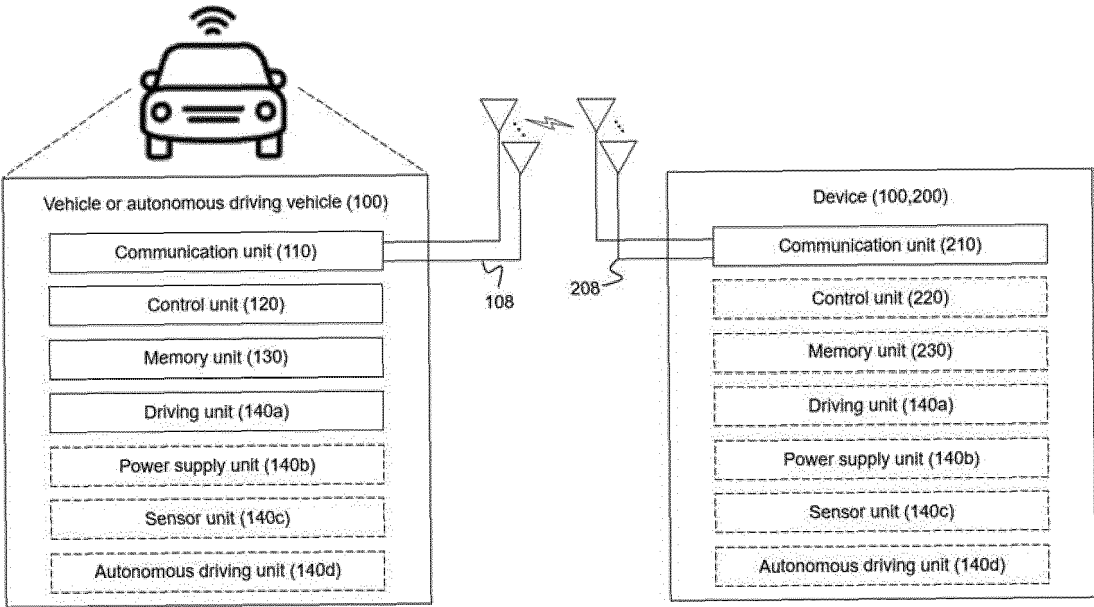 Vehicle or autonomous driving vehicle (100)
Communication unit (110)
Control unit (120)
Memory unit (130)
Driving unit (140a)
Power supply unit (140b)
Sensor unit (140c)
Autonomous driving unit (140d)
108
208
Device (100,200)
Communication unit (210)
Control unit (220)
Memory unit (230)
Driving unit (140a)
Power supply unit (140b)
Sensor unit (140c)
Autonomous driving unit (140d)